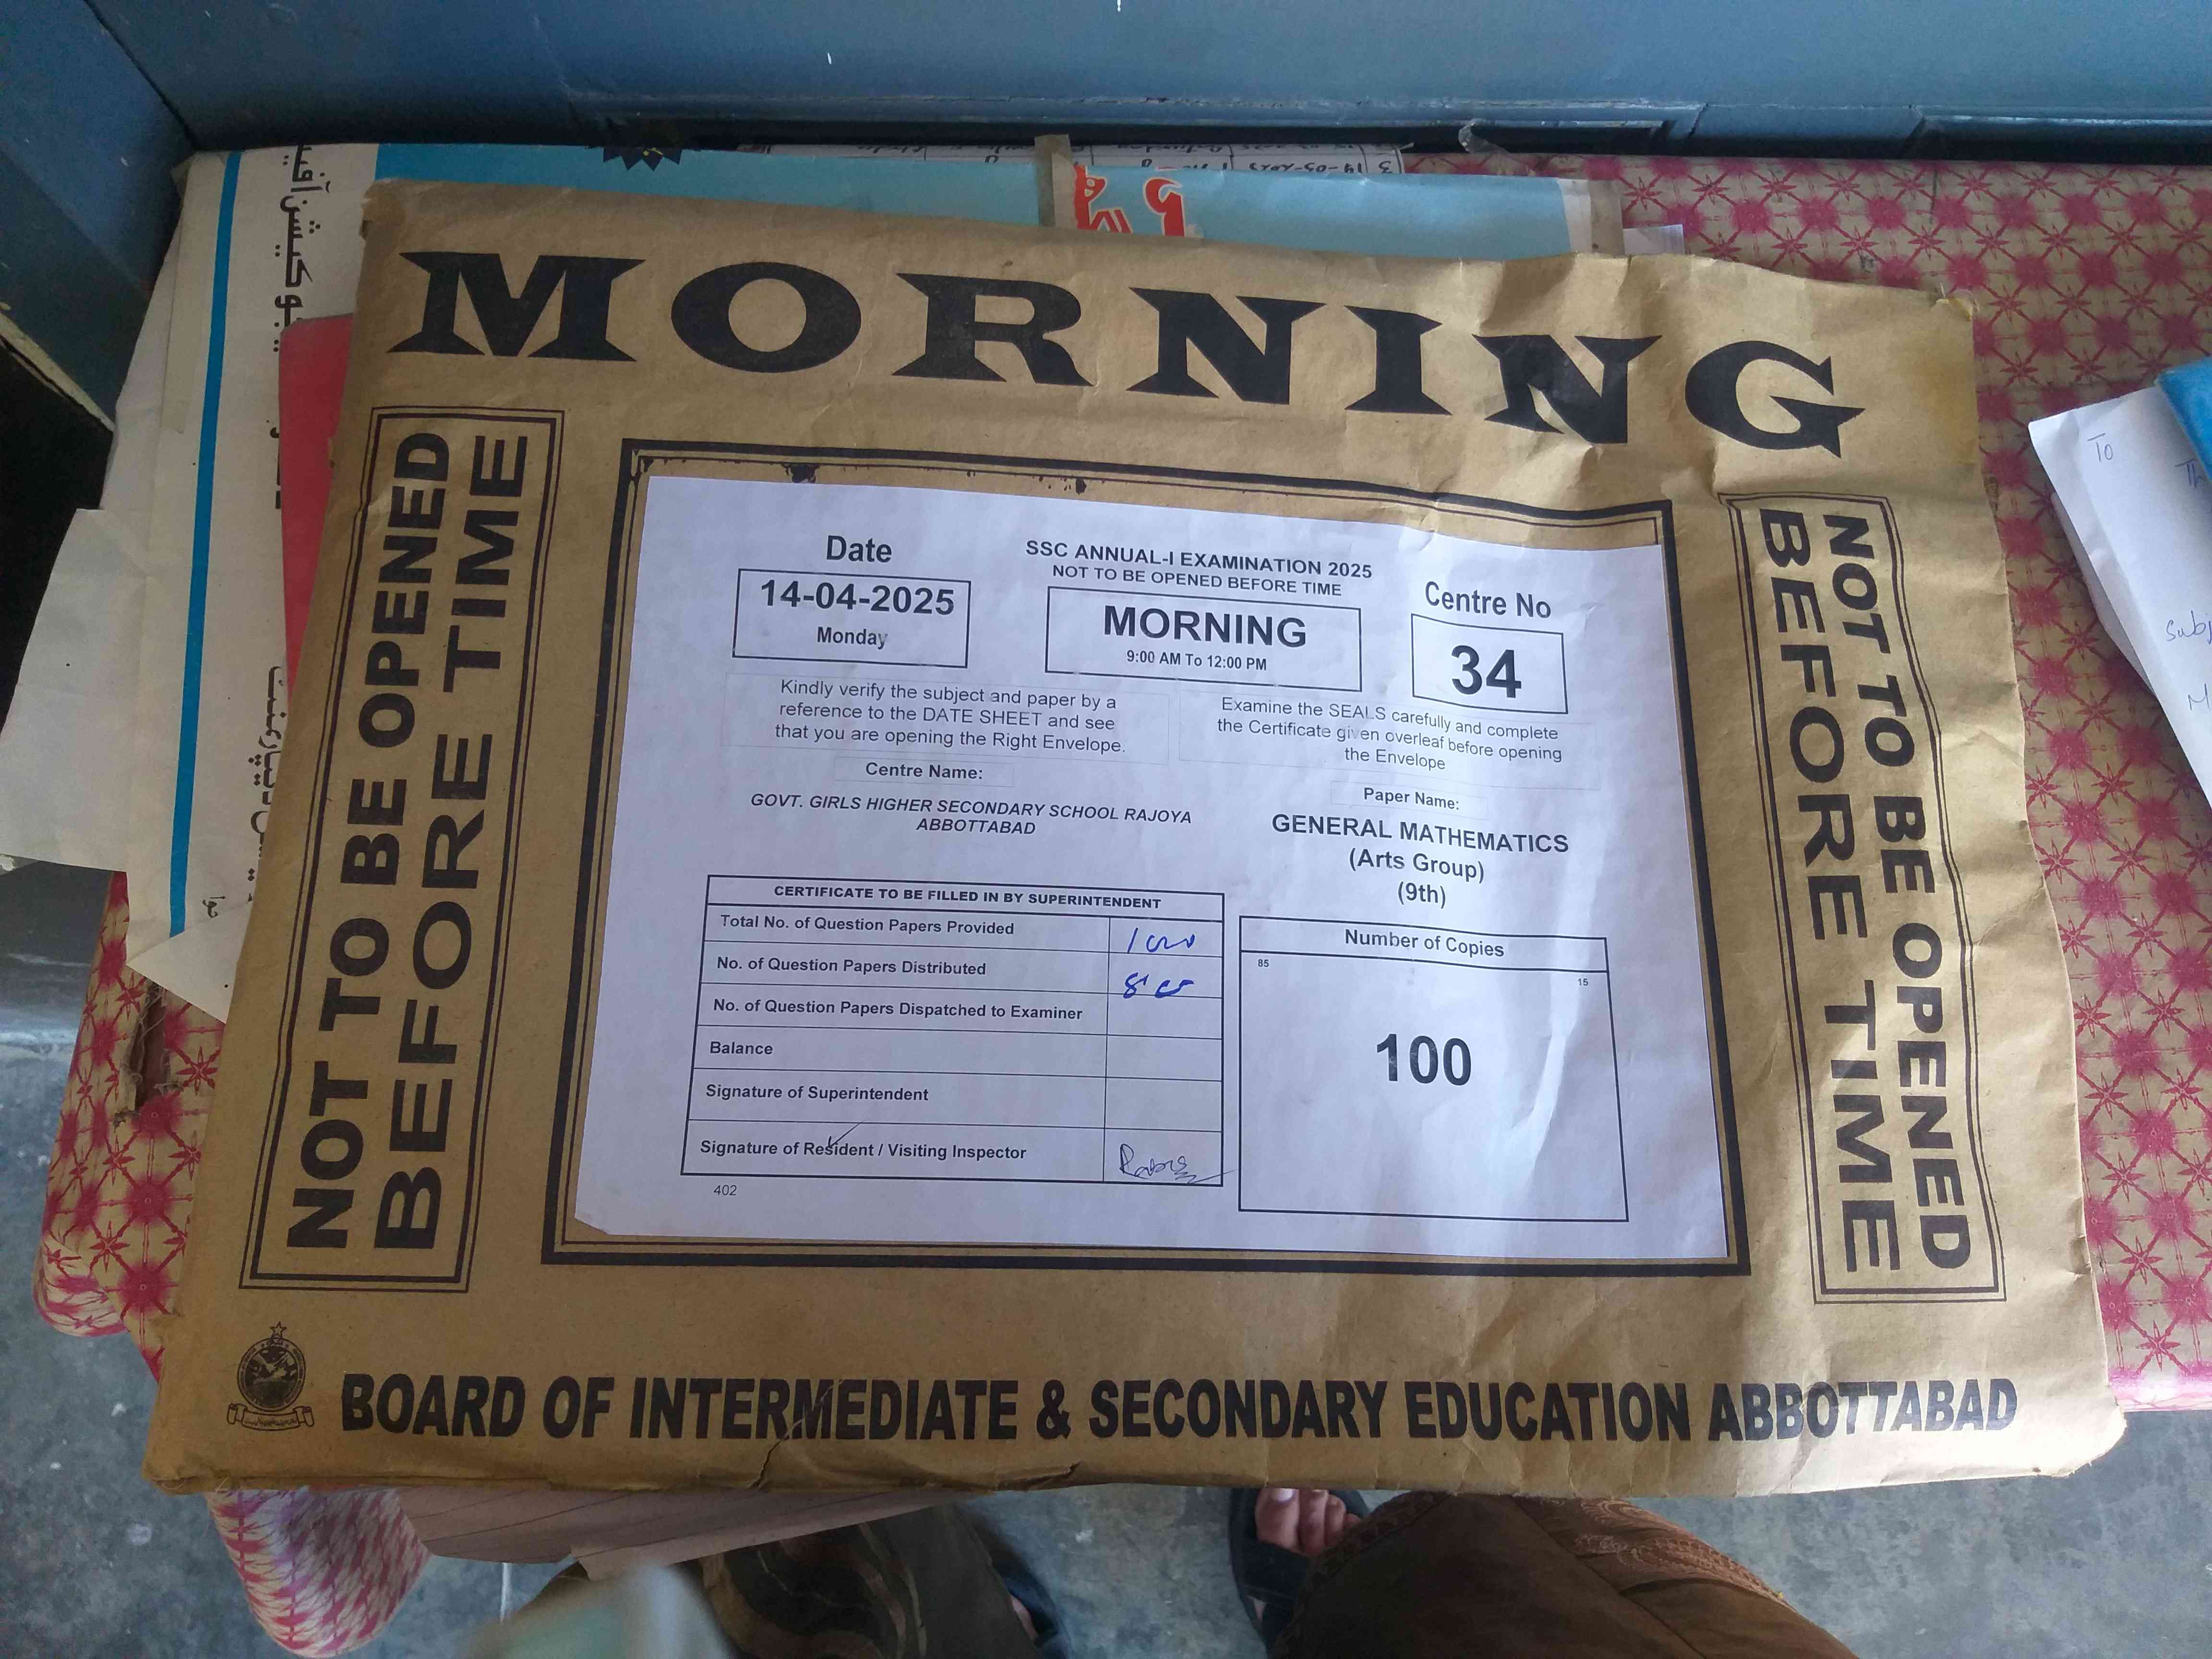 MORNING
NOT TO BE OPENED
BEFORE TIME
Date
14-04-2025
Monday
SSC ANNUAL-I EXAMINATION 2025
NOT TO BE OPENED BEFORE TIME
MORNING
9:00 AM To 12:00 PM
Centre No
34
Kindly verify the subject and paper by a
reference to the DATE SHEET and see
that you are opening the Right Envelope.
Examine the SEALS carefully and complete
the Certificate given overleaf before opening
the Envelope
Centre Name:
GOVT. GIRLS HIGHER SECONDARY SCHOOL RAJOYA
ABBOTTABAD
Paper Name:
GENERAL MATHEMATICS
(Arts Group)
(9th)
CERTIFICATE TO BE FILLED IN BY SUPERINTENDENT
Total No. of Question Papers Provided
No. of Question Papers Distributed
No. of Question Papers Dispatched to Examiner
Balance
Signature of Superintendent
Signature of Resident / Visiting Inspector
402
Number of Copies
85 15
100
NOT TO BE OPENED
BEFORE TIME
BOARD OF INTERMEDIATE & SECONDARY EDUCATION ABBOTTABAD
To